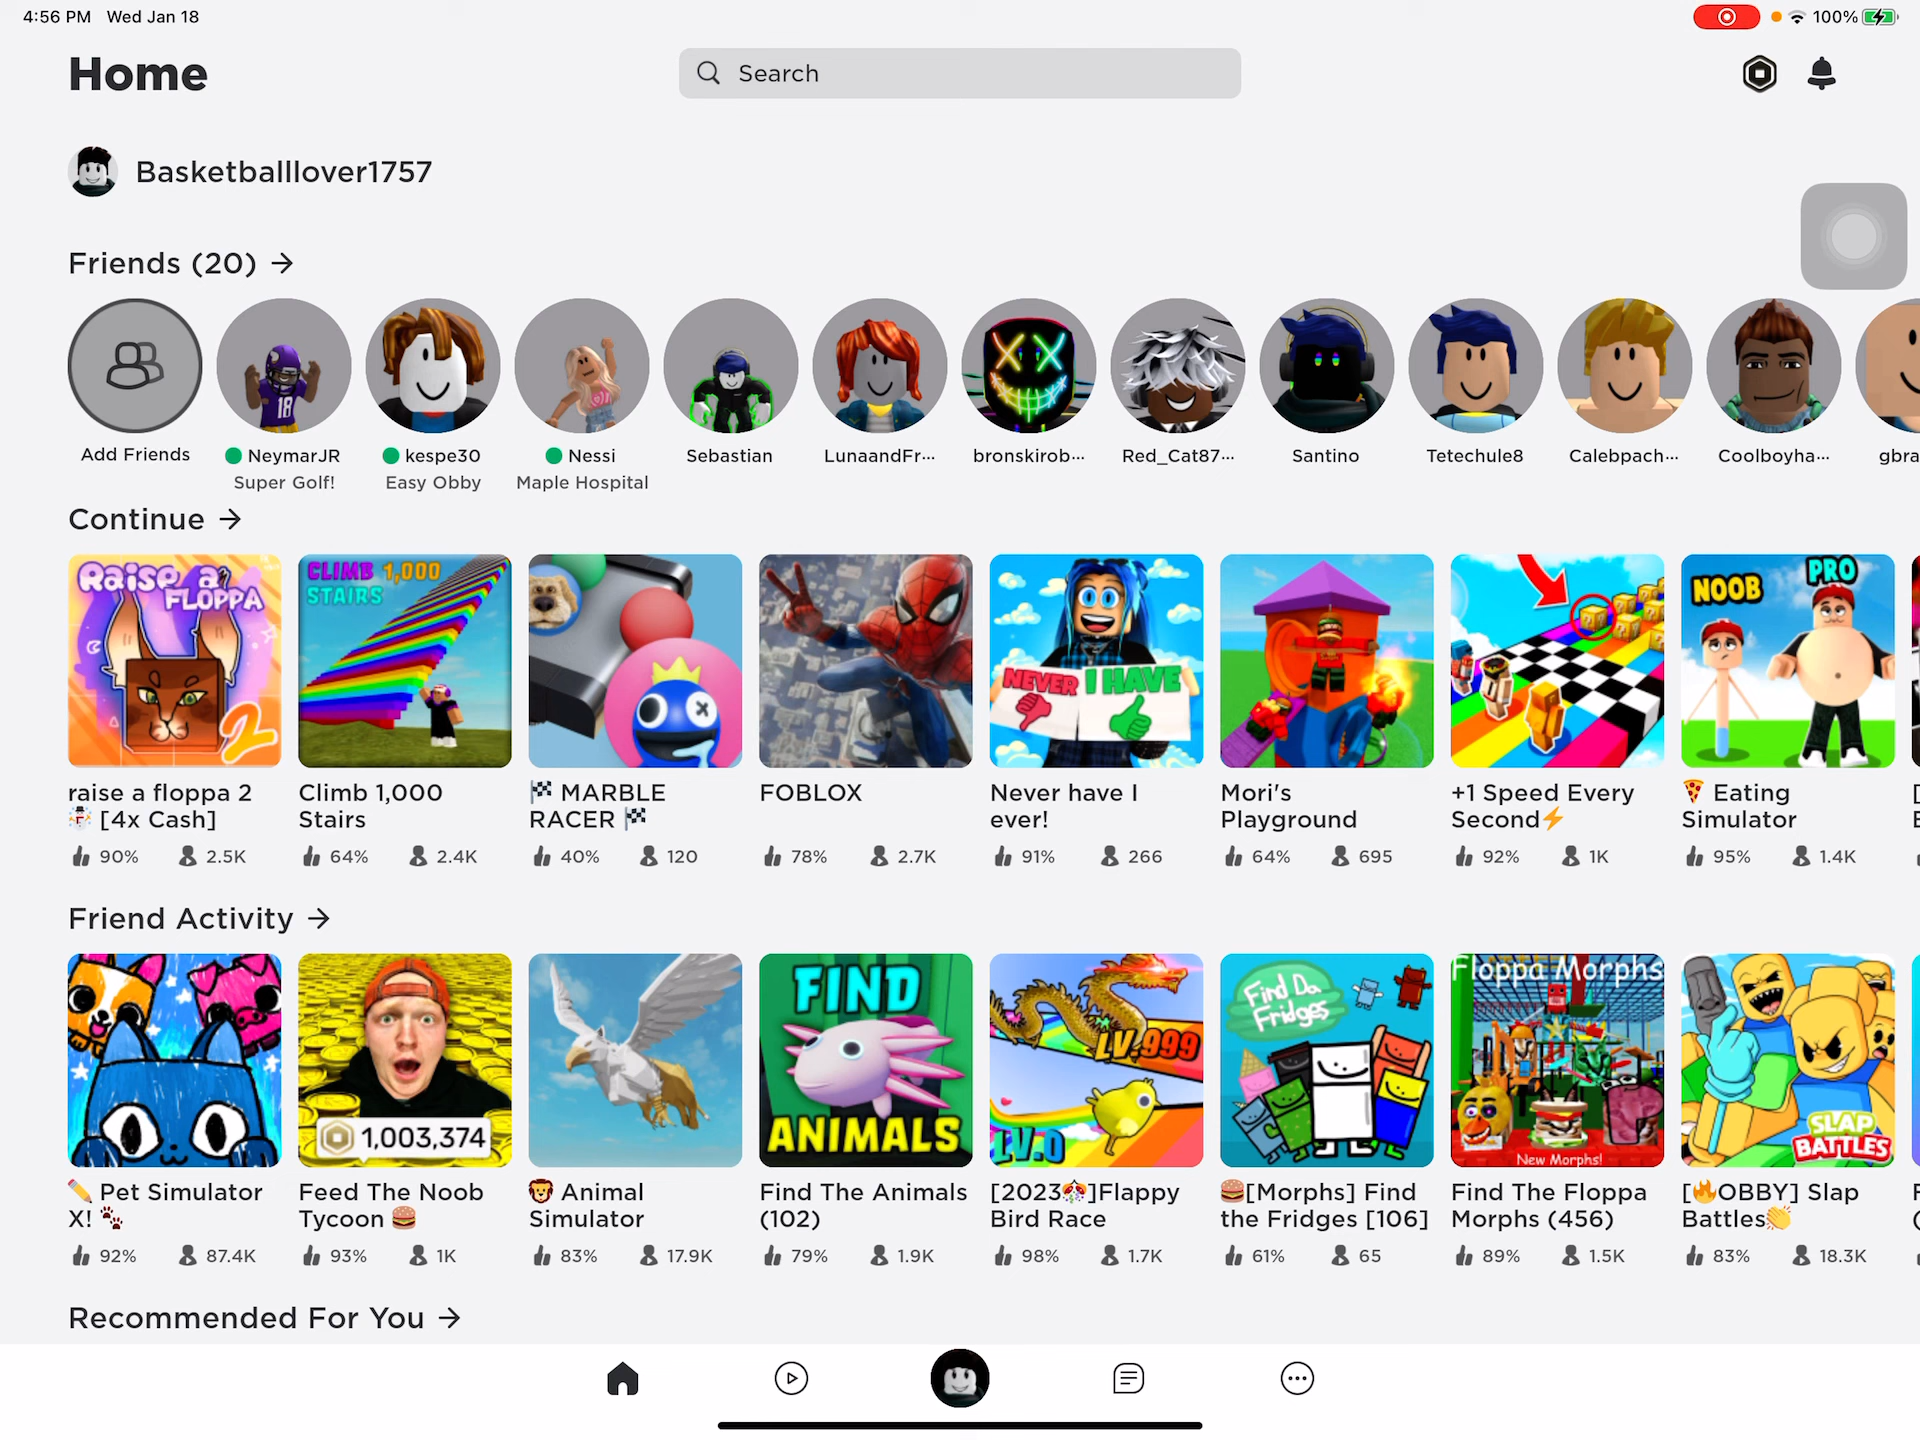 4:56 PM Wed Jan 18
100%
Home
Search
Basketballlover1757
Friends (20) →
18
Add Friends
NeymarJR
kespe30
Nessi
Sebastian
LunaandFr...
bronskirob...
Red_Cat87...
Santino
Tetechule8
Calebpach...
Coolboyha...
gbra
Super Golf!
Easy Obby
Maple Hospital
Continue →
Raise a
FLOPPA
2
CLIMB 1,000
STAIRS
NEVER I HAVE
NOOB
PRO
raise a floppa 2
⛄ [4x Cash]
Climb 1,000
Stairs
🏁 MARBLE
RACER 🏁
FOBLOX
Never have I
ever!
Mori's
Playground
+1 Speed Every
Second⚡
🍕 Eating
Simulator
90% 2.5K
64% 2.4K
40% 120
78% 2.7K
91% 266
64% 695
92% 1K
95% 1.4K
Friend Activity →
1,003,374
FIND
ANIMALS
LV.999
LV.0
Find Da
Fridges
Floppa Morphs
New Morphs!
SLAP
BATTLES
✏️ Pet Simulator
X! 🐾
Feed The Noob
Tycoon 🍔
🦁 Animal
Simulator
Find The Animals
(102)
[2023🎊]Flappy
Bird Race
🍔[Morphs] Find
the Fridges [106]
Find The Floppa
Morphs (456)
[🔥OBBY] Slap
Battles👏
92% 87.4K
93% 1K
83% 17.9K
79% 1.9K
98% 1.7K
61% 65
89% 1.5K
83% 18.3K
Recommended For You →